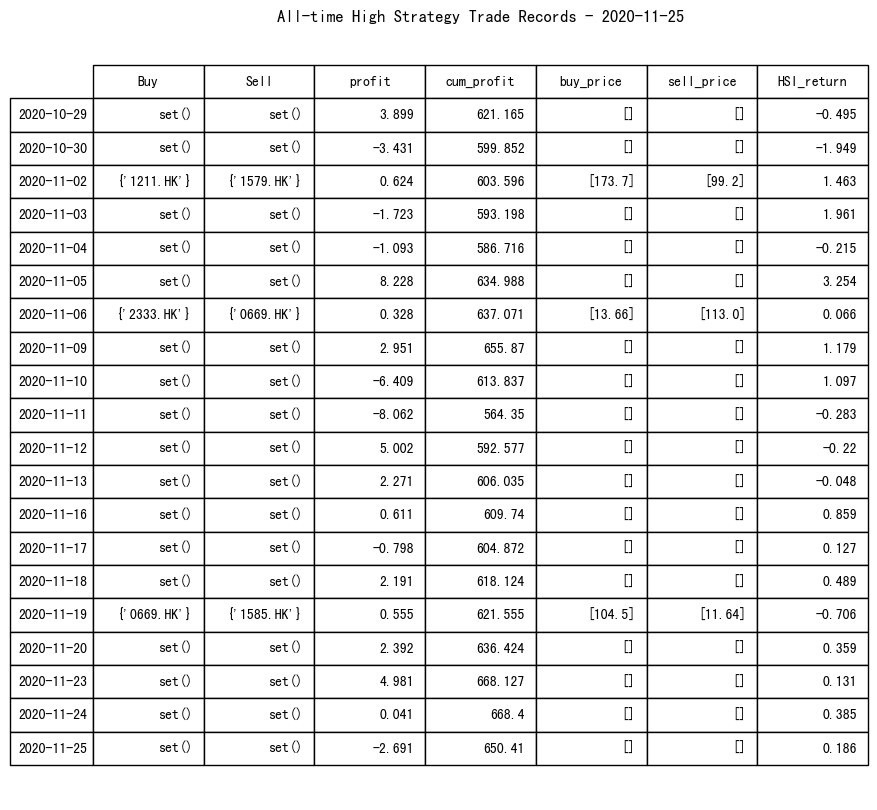 All-time High Strategy Trade Records - 2020-11-25
Buy Sell profit cum_profit buy_price sell_price HSI_return
2020-10-29 set() set() 3.899 621.165 [] [] -0.495
2020-10-30 set() set() -3.431 599.852 [] [] -1.949
2020-11-02 {'1211.HK'} {'1579.HK'} 0.624 603.596 [173.7] [99.2] 1.463
2020-11-03 set() set() -1.723 593.198 [] [] 1.961
2020-11-04 set() set() -1.093 586.716 [] [] -0.215
2020-11-05 set() set() 8.228 634.988 [] [] 3.254
2020-11-06 {'2333.HK'} {'0669.HK'} 0.328 637.071 [13.66] [113.0] 0.066
2020-11-09 set() set() 2.951 655.87 [] [] 1.179
2020-11-10 set() set() -6.409 613.837 [] [] 1.097
2020-11-11 set() set() -8.062 564.35 [] [] -0.283
2020-11-12 set() set() 5.002 592.577 [] [] -0.22
2020-11-13 set() set() 2.271 606.035 [] [] -0.048
2020-11-16 set() set() 0.611 609.74 [] [] 0.859
2020-11-17 set() set() -0.798 604.872 [] [] 0.127
2020-11-18 set() set() 2.191 618.124 [] [] 0.489
2020-11-19 {'0669.HK'} {'1585.HK'} 0.555 621.555 [104.5] [11.64] -0.706
2020-11-20 set() set() 2.392 636.424 [] [] 0.359
2020-11-23 set() set() 4.981 668.127 [] [] 0.131
2020-11-24 set() set() 0.041 668.4 [] [] 0.385
2020-11-25 set() set() -2.691 650.41 [] [] 0.186